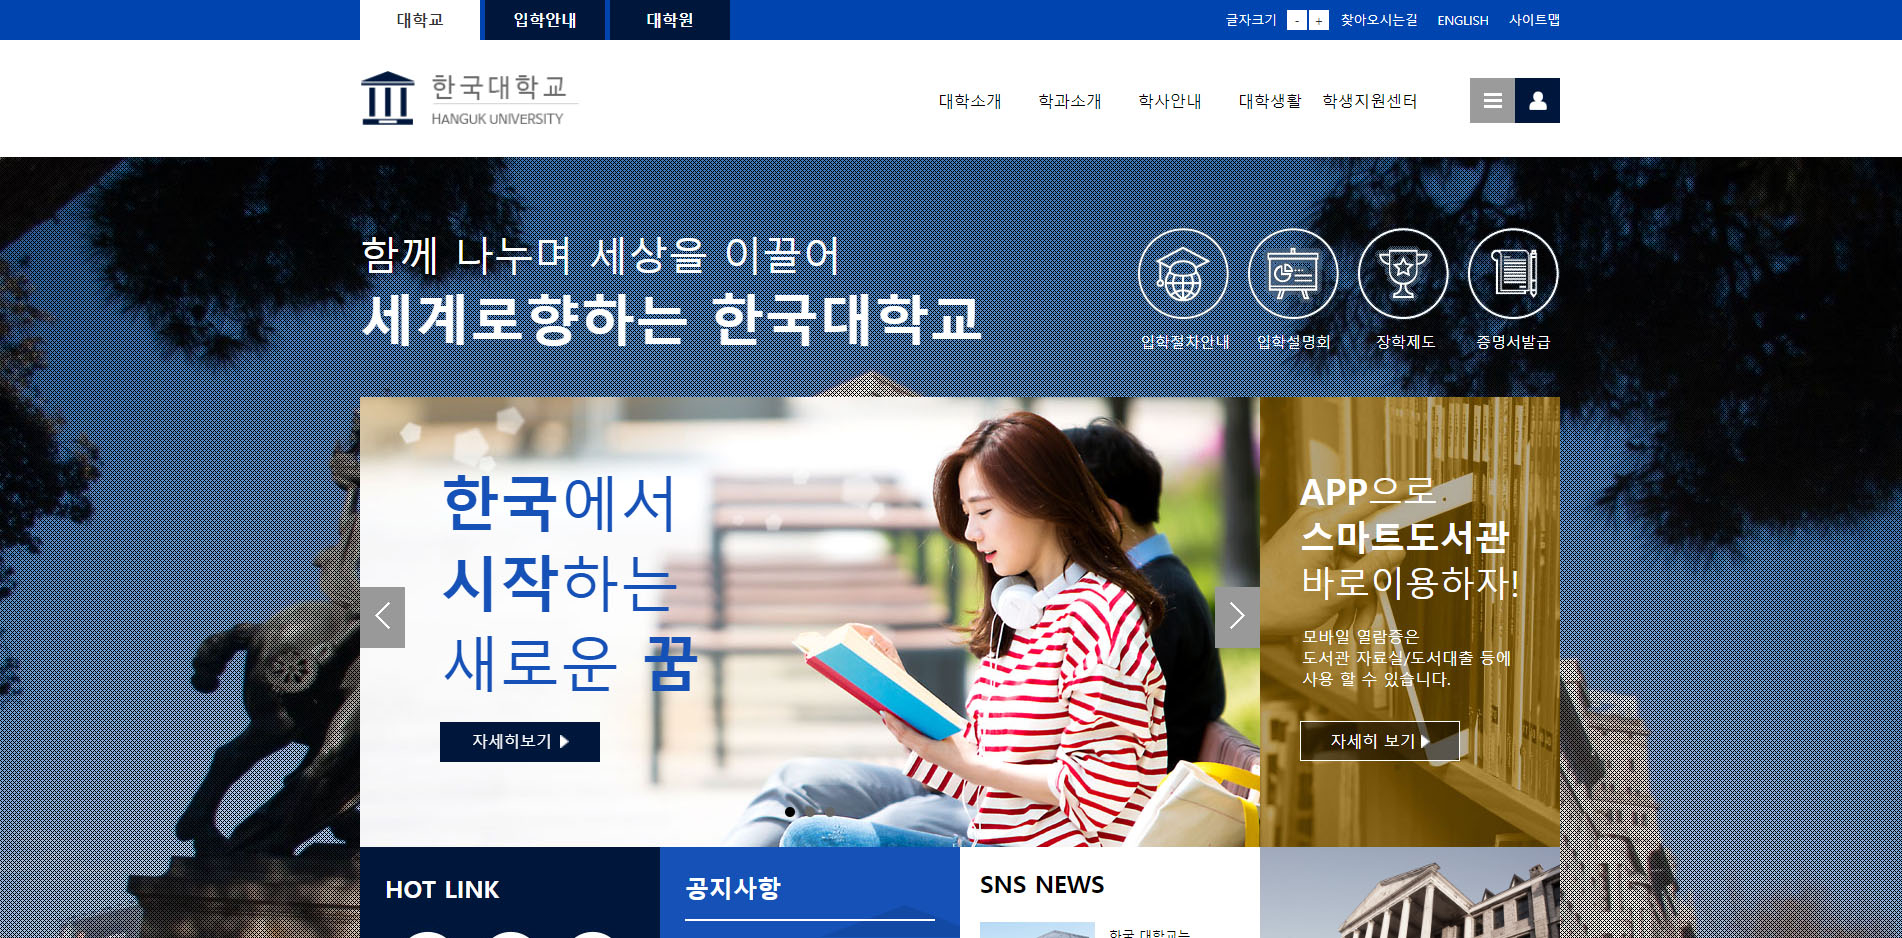 대학교
입학안내
대학원
글자크기 - +
찾아오시는길
ENGLISH
사이트맵
한국대학교
HANGUK UNIVERSITY
대학소개
학과소개
학사안내
대학생활
학생지원센터
함께 나누며 세상을 이끌어
세계로향하는 한국대학교
입학절차안내
입학설명회
장학제도
증명서발급
한국에서
시작하는
새로운 꿈
자세히보기
APP으로
스마트도서관
바로이용하자!
모바일 열람증은
도서관 자료실/도서대출 등에
사용 할 수 있습니다.
자세히 보기
HOT LINK
공지사항
SNS NEWS
한국 대학교는